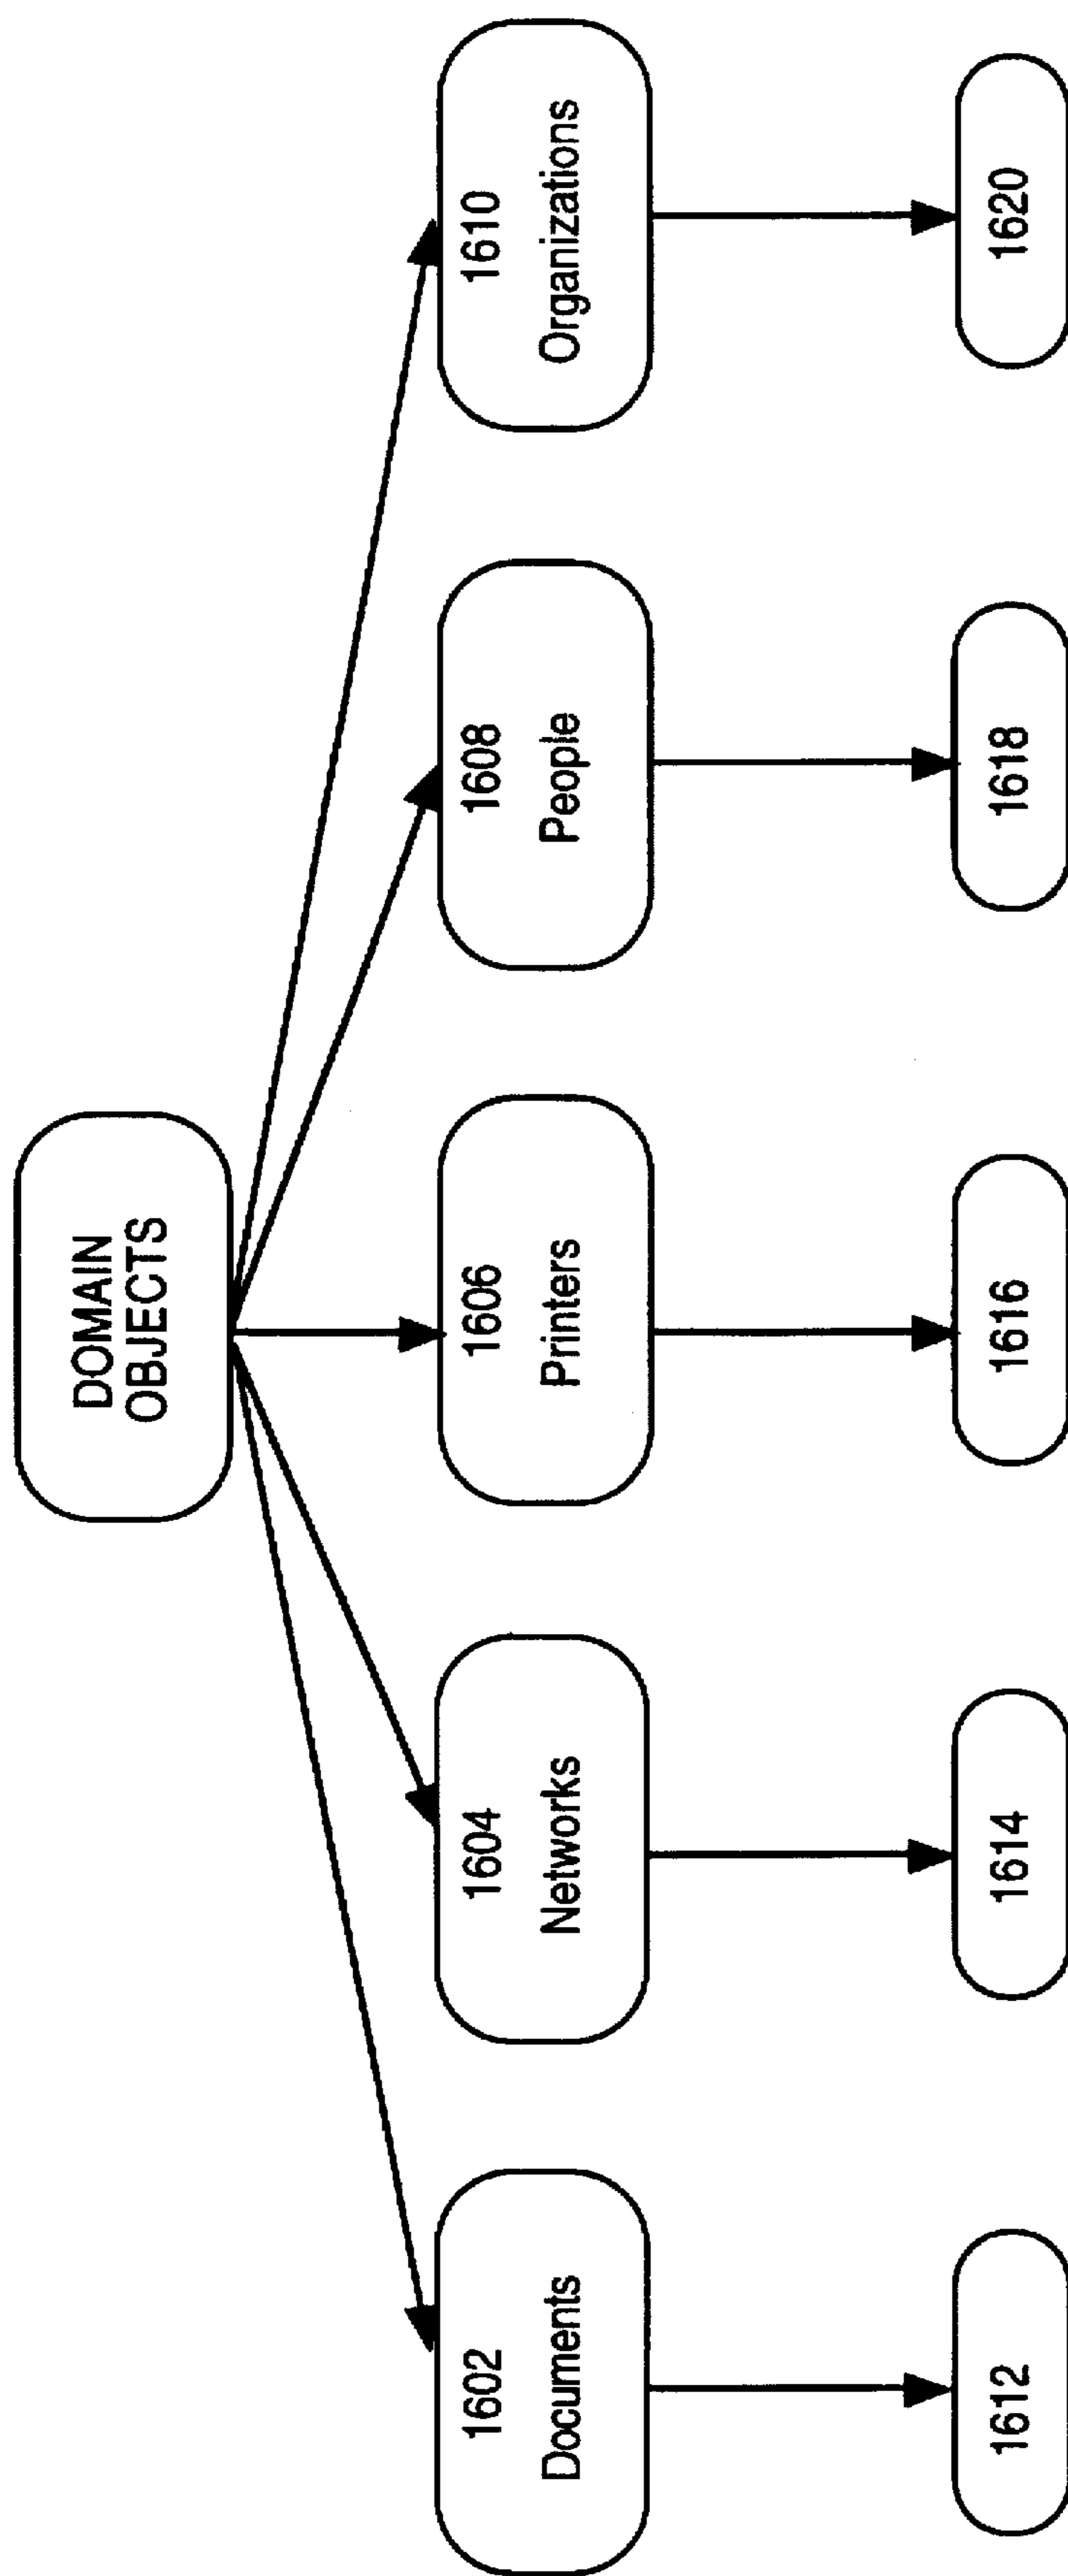 DOMAIN
OBJECTS
1602
Documents
1604
Networks
1606
Printers
1608
People
1610
Organizations
1612
1614
1616
1618
1620